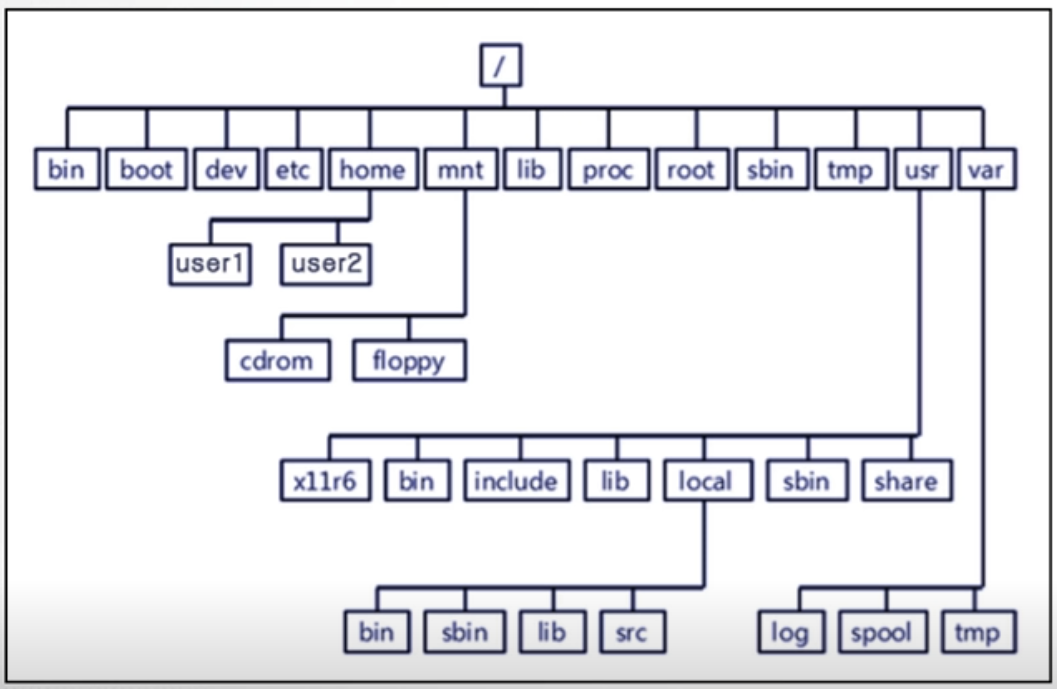 /
bin boot dev etc home mnt lib proc root sbin tmp usr var
user1 user2
cdrom floppy
x11r6 bin include lib local sbin share
bin sbin lib src log spool tmp